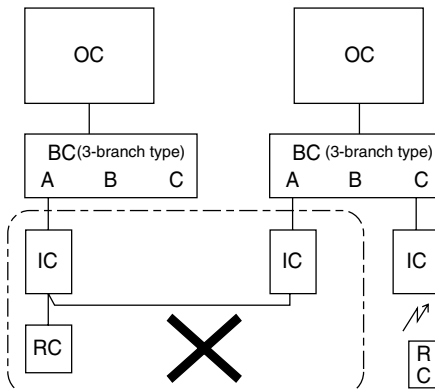 OC
OC
BC (3-branch type)
A B C
BC (3-branch type)
A B C
IC
IC
IC
RC
R
C